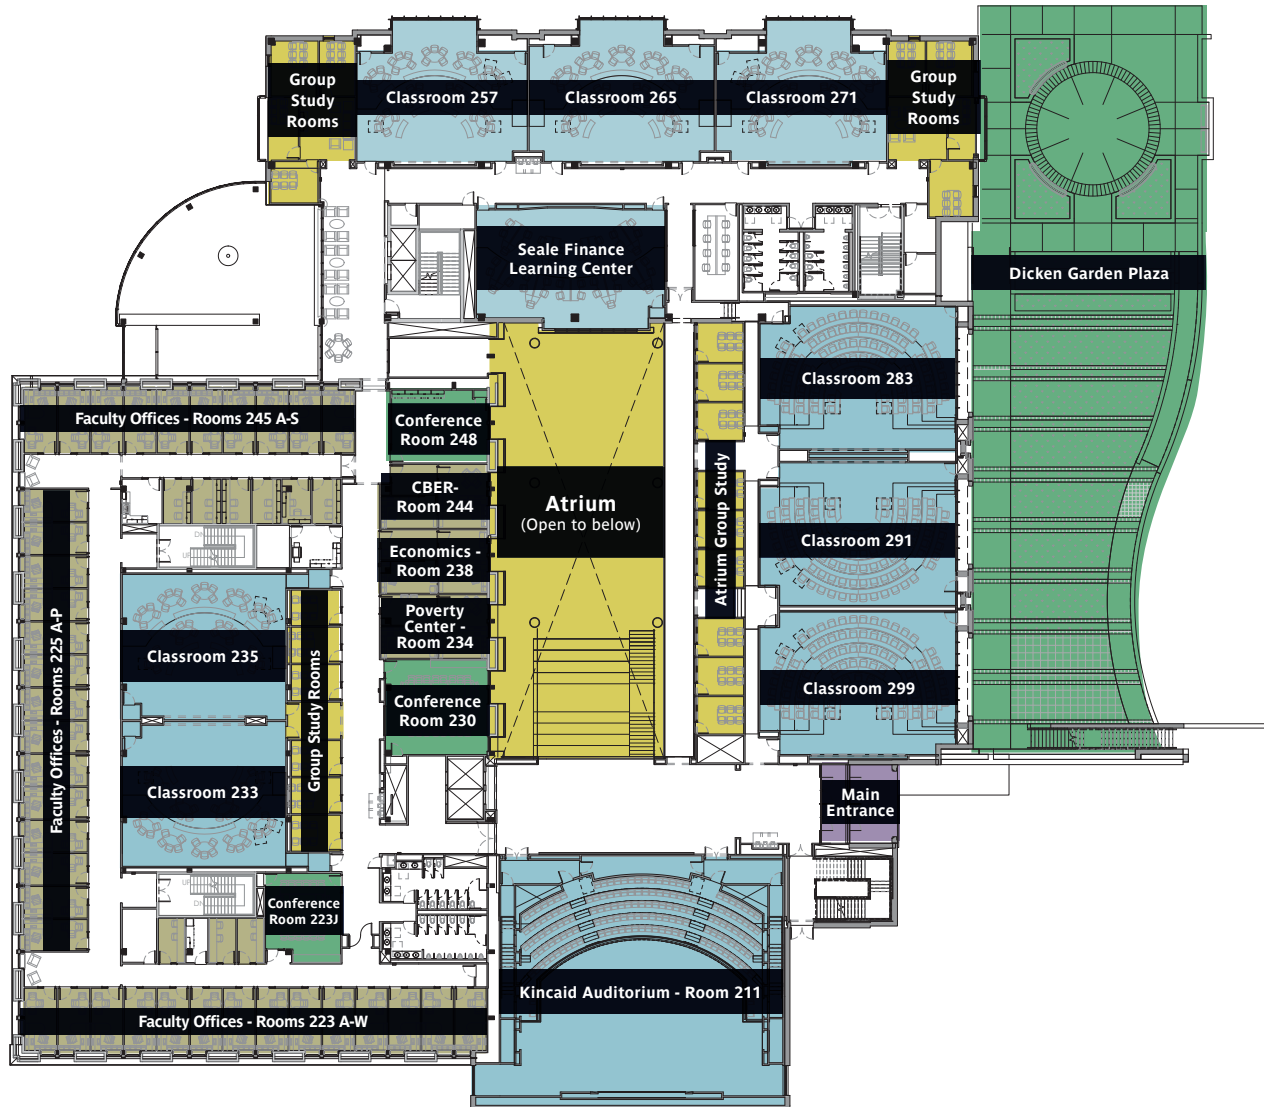 Group
Study
Rooms
Classroom 257
Classroom 265
Classroom 271
Group
Study
Rooms
Seale Finance
Learning Center
Dicken Garden Plaza
Classroom 283
Faculty Offices - Rooms 245 A-S
Conference
Room 248
CBER-
Room 244
Atrium
(Open to below)
Atrium Group Study
Classroom 291
Economics -
Room 238
Poverty
Center -
Room 234
Classroom 235
Faculty Offices - Rooms 225 A-P
Group Study Rooms
Classroom 299
Conference
Room 230
Classroom 233
Main
Entrance
Conference
Room 223J
Kincaid Auditorium - Room 211
Faculty Offices - Rooms 223 A-W